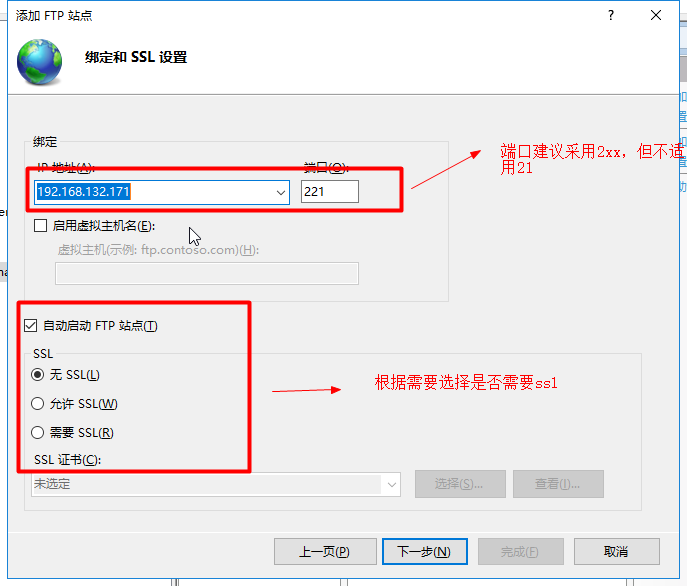 添加 FTP 站点
绑定和 SSL 设置
绑定
IP 地址(A):
端口(O):
192.168.132.171
221
端口建议采用2xx，但不适
用21
启用虚拟主机名(E):
虚拟主机(示例: ftp.contoso.com)(H):
自动启动 FTP 站点(T)
SSL
无 SSL(L)
允许 SSL(W)
需要 SSL(R)
根据需要选择是否需要ssl
SSL 证书(C):
未选定
选择(S)...
查看(I)...
上一页(P)
下一步(N)
完成(F)
取消